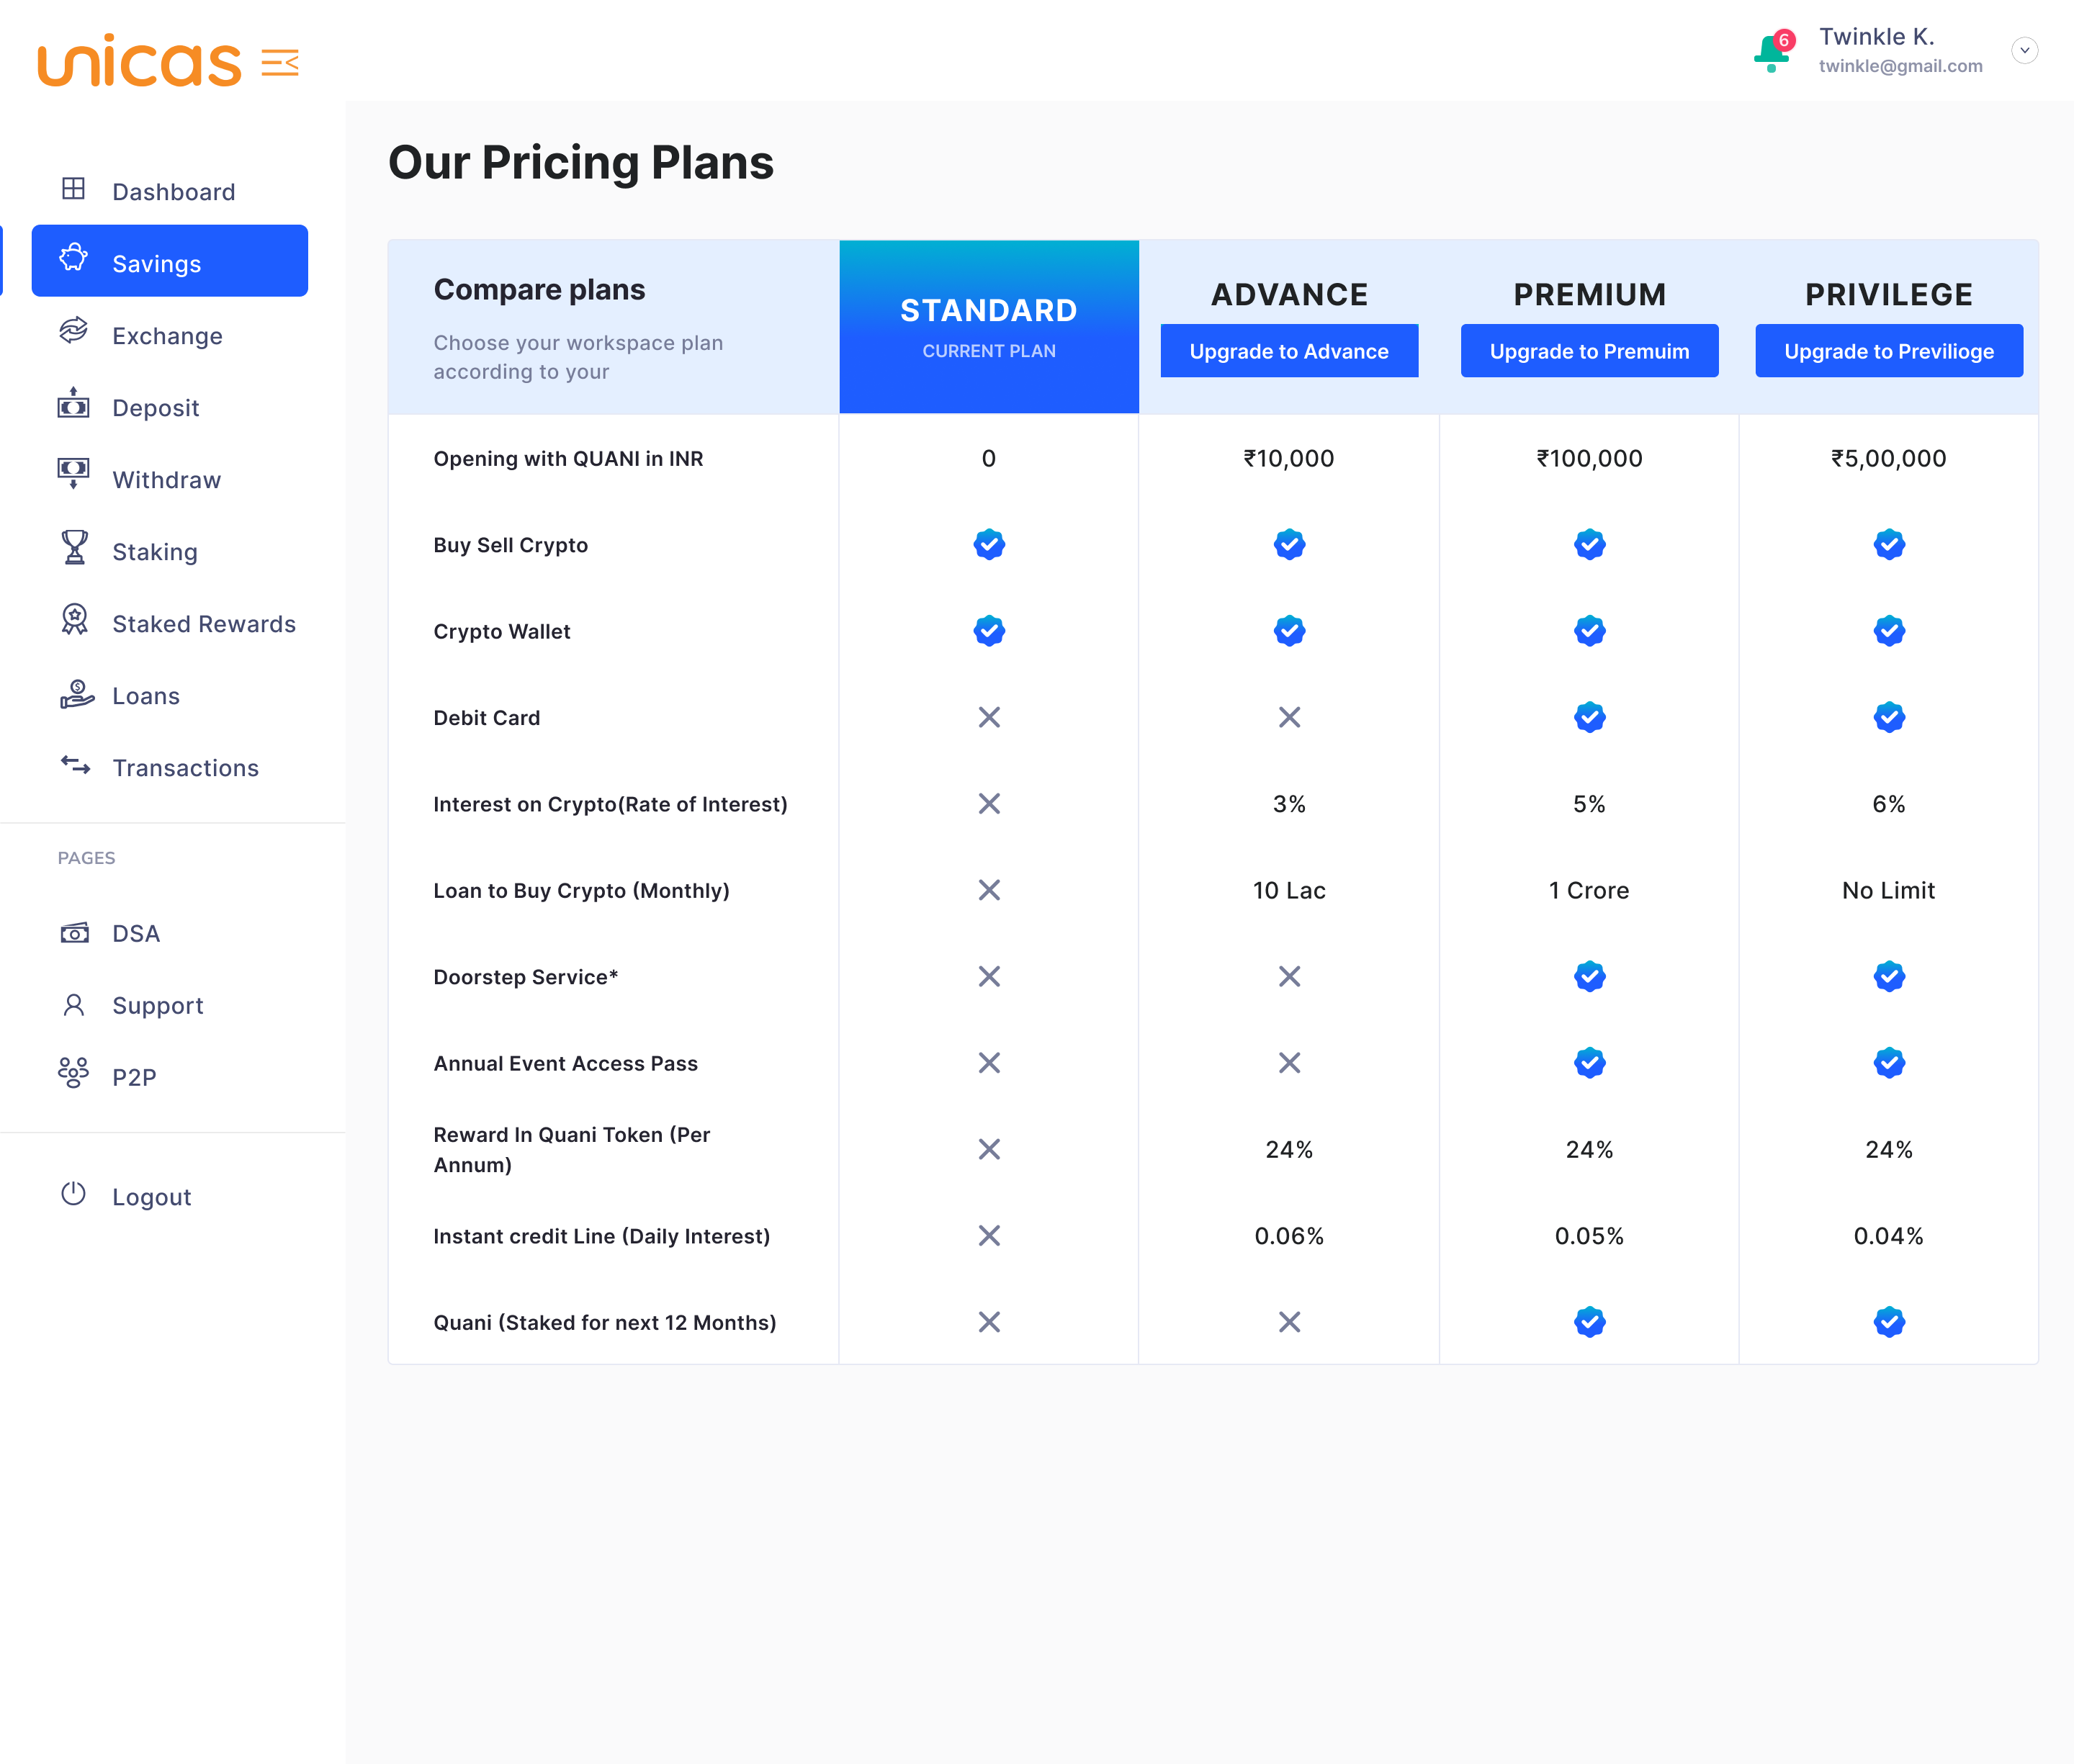 unicas
6
Twinkle K.
twinkle@gmail.com
Dashboard
Savings
Exchange
Deposit
Withdraw
Staking
Staked Rewards
Loans
Transactions
PAGES
DSA
Support
P2P
Logout
Our Pricing Plans
Compare plans
Choose your workspace plan
according to your
STANDARD
CURRENT PLAN
ADVANCE
Upgrade to Advance
PREMIUM
Upgrade to Premuim
PRIVILEGE
Upgrade to Previlioge
Opening with QUANI in INR 0 ₹10,000 ₹100,000 ₹5,00,000
Buy Sell Crypto
Crypto Wallet
Debit Card
Interest on Crypto(Rate of Interest) 3% 5% 6%
Loan to Buy Crypto (Monthly) 10 Lac 1 Crore No Limit
Doorstep Service*
Annual Event Access Pass
Reward In Quani Token (Per
Annum) 24% 24% 24%
Instant credit Line (Daily Interest) 0.06% 0.05% 0.04%
Quani (Staked for next 12 Months)